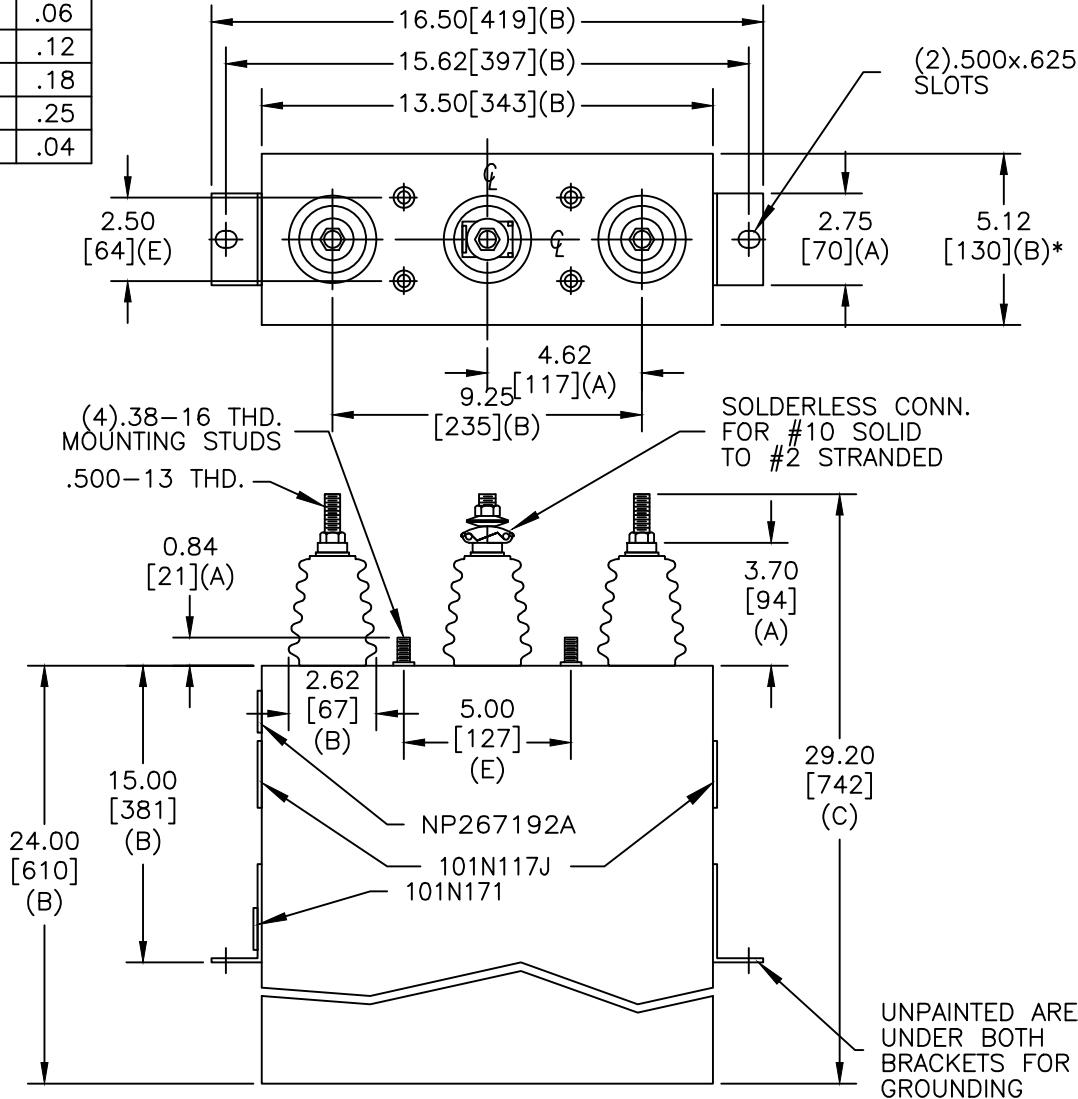 .06
.12
.18
.25
.04
16.50[419](B)
15.62[397](B)
13.50[343](B)
(2).500x.625
SLOTS
2.50
[64](E)
℄
℄
2.75
[70](A)
5.12
[130](B)*
4.62
[117](A)
9.25
[235](B)
(4).38-16 THD.
MOUNTING STUDS
.500-13 THD.
SOLDERLESS CONN.
FOR #10 SOLID
TO #2 STRANDED
0.84
[21](A)
3.70
[94]
(A)
2.62
[67]
(B)
5.00
[127]
(E)
15.00
[381]
(B)
24.00
[610]
(B)
29.20
[742]
(C)
NP267192A
101N117J
101N171
UNPAINTED ARE
UNDER BOTH
BRACKETS FOR
GROUNDING